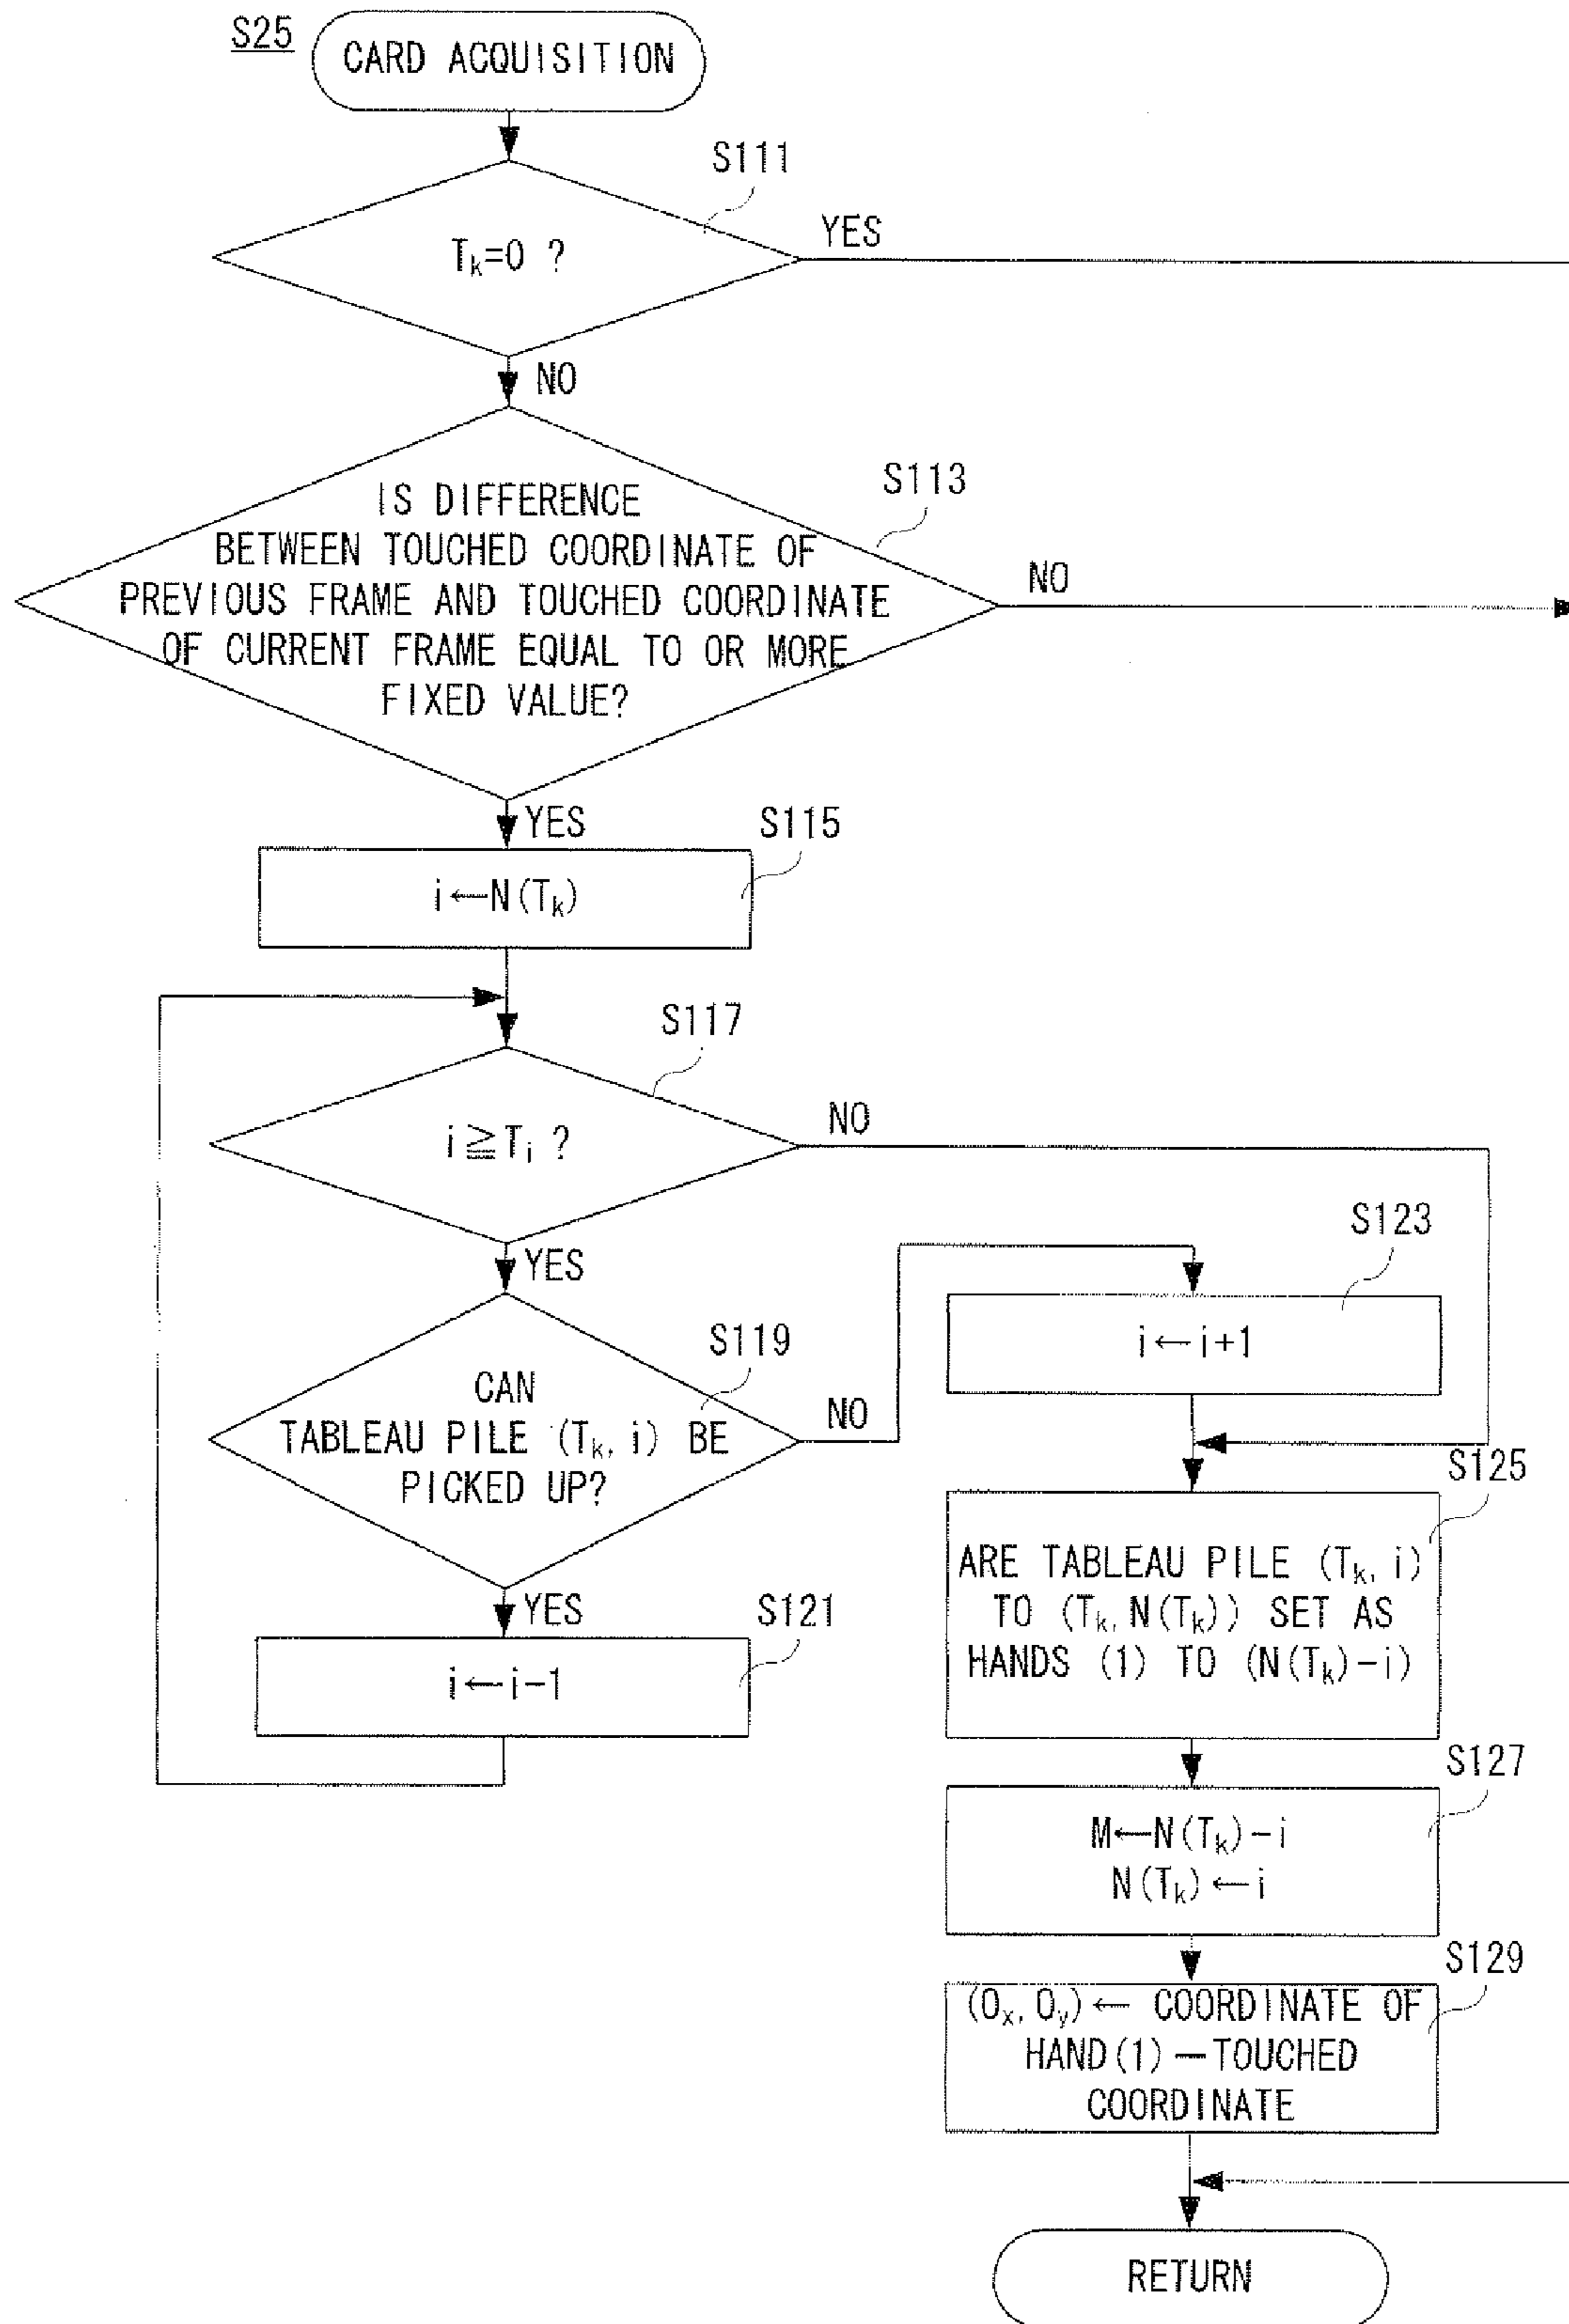 S25
CARD ACQUISITION
S111
Tk=0 ?
YES
NO
S113
IS DIFFERENCE
BETWEEN TOUCHED COORDINATE OF
PREVIOUS FRAME AND TOUCHED COORDINATE
OF CURRENT FRAME EQUAL TO OR MORE
FIXED VALUE?
NO
YES
S115
i←N(Tk)
S117
i≧Ti ?
NO
YES
S123
i←i+1
S119
CAN
TABLEAU PILE (Tk, i) BE
PICKED UP?
NO
YES
S121
i←i−1
S125
ARE TABLEAU PILE (Tk, i)
TO (Tk, N(Tk)) SET AS
HANDS (1) TO (N(Tk)−i)
S127
M←N(Tk)−i
N(Tk)←i
S129
(Ox, Oy)← COORDINATE OF
HAND(1)−TOUCHED
COORDINATE
RETURN